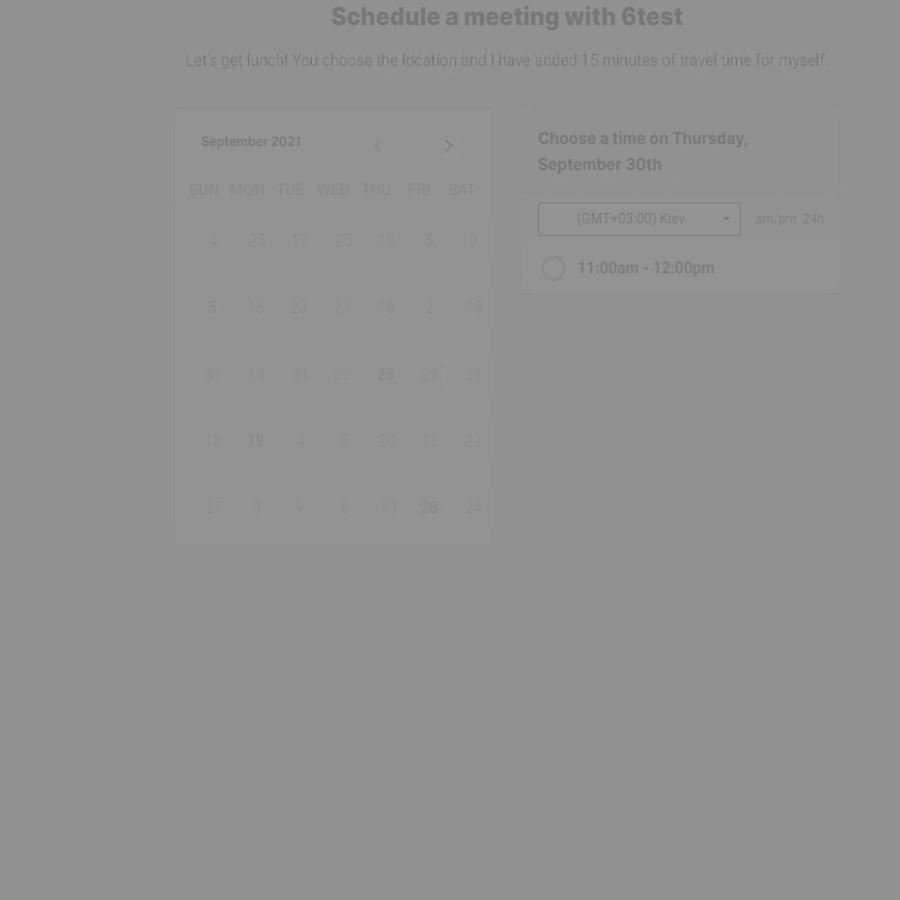 Schedule a meeting with 6test
Let's get lunch! You choose the location and I have added 15 minutes of travel time for myself.
September 2021
SUN MON TUE WED THU FRI SAT
4 25 17 25 16 5 9
5 16 23 21 16 2 18
31 14 31 22 28 29 21
18 19 4 6 24 10 22
27 8 9 6 13 28 24
Choose a time on Thursday,
September 30th
(GMT+03:00) Kiev am/pm 24h
11:00am - 12:00pm